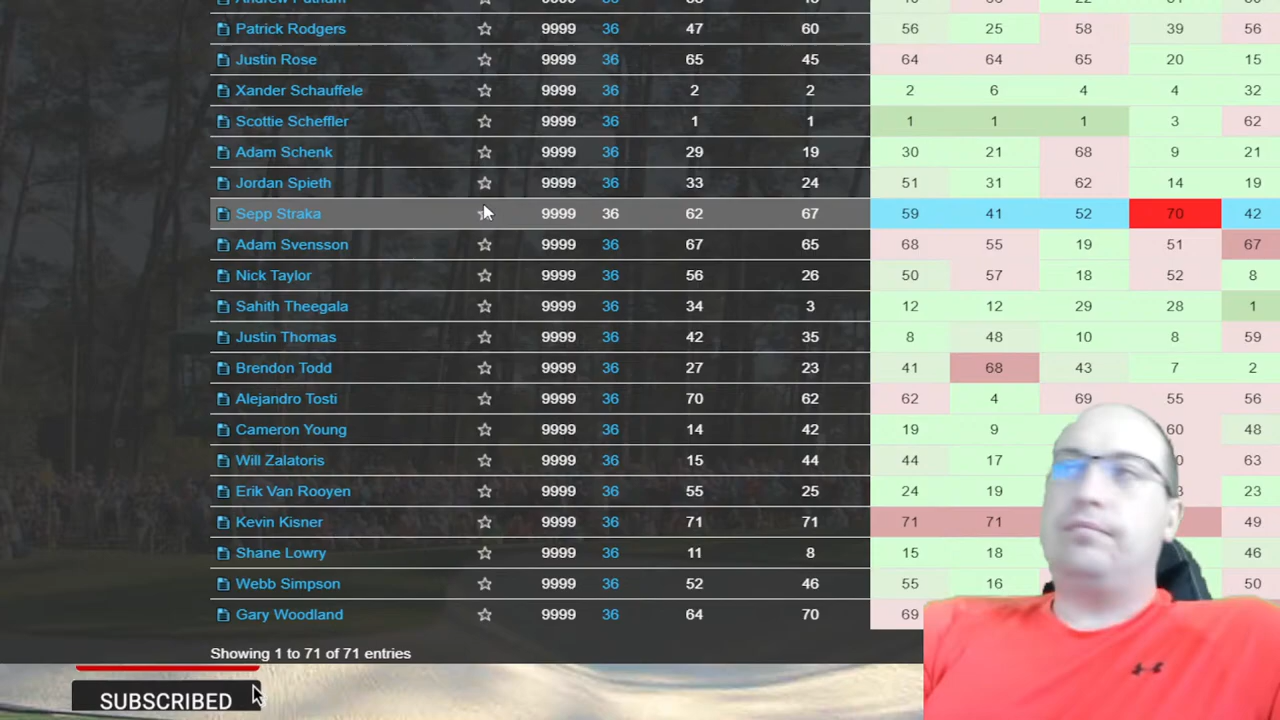 Patrick Rodgers 9999 36 47 60 56 25 58 39 56
Justin Rose 9999 36 65 45 64 64 65 20 15
Xander Schauffele 9999 36 2 2 2 6 4 4 32
Scottie Scheffler 9999 36 1 1 1 1 1 3 62
Adam Schenk 9999 36 29 19 30 21 68 9 21
Jordan Spieth 9999 36 33 24 51 31 62 14 19
Sepp Straka 9999 36 62 67 59 41 52 70 42
Adam Svensson 9999 36 67 65 68 55 19 51 67
Nick Taylor 9999 36 56 26 50 57 18 52 8
Sahith Theegala 9999 36 34 3 12 12 29 28 1
Justin Thomas 9999 36 42 35 8 48 10 8 59
Brendon Todd 9999 36 27 23 41 68 43 7 2
Alejandro Tosti 9999 36 70 62 62 4 69 55 56
Cameron Young 9999 36 14 42 19 9 60 48
Will Zalatoris 9999 36 15 44 44 17 63
Erik Van Rooyen 9999 36 55 25 24 19 23
Kevin Kisner 9999 36 71 71 71 71 49
Shane Lowry 9999 36 11 8 15 18 46
Webb Simpson 9999 36 52 46 55 16 50
Gary Woodland 9999 36 64 70 69
Showing 1 to 71 of 71 entries
SUBSCRIBED